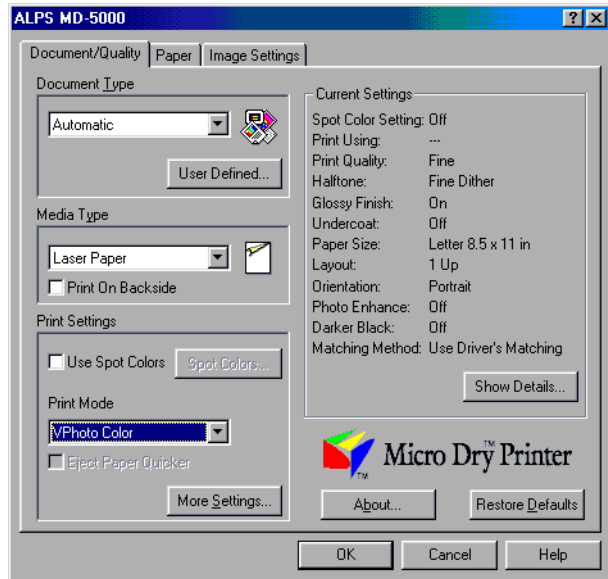 ALPS MD-5000
Document/Quality
Paper
Image Settings
Document Type
Automatic
User Defined...
Media Type
Laser Paper
Print On Backside
Print Settings
Use Spot Colors
Spot Colors...
Print Mode
VPhoto Color
Eject Paper Quicker
More Settings...
Current Settings
Spot Color Setting: Off
Print Using: ---
Print Quality: Fine
Halftone: Fine Dither
Glossy Finish: On
Undercoat: Off
Paper Size: Letter 8.5 x 11 in
Layout: 1 Up
Orientation: Portrait
Photo Enhance: Off
Darker Black: Off
Matching Method: Use Driver's Matching
Show Details...
Micro Dry™ Printer
TM
About...
Restore Defaults
OK
Cancel
Help